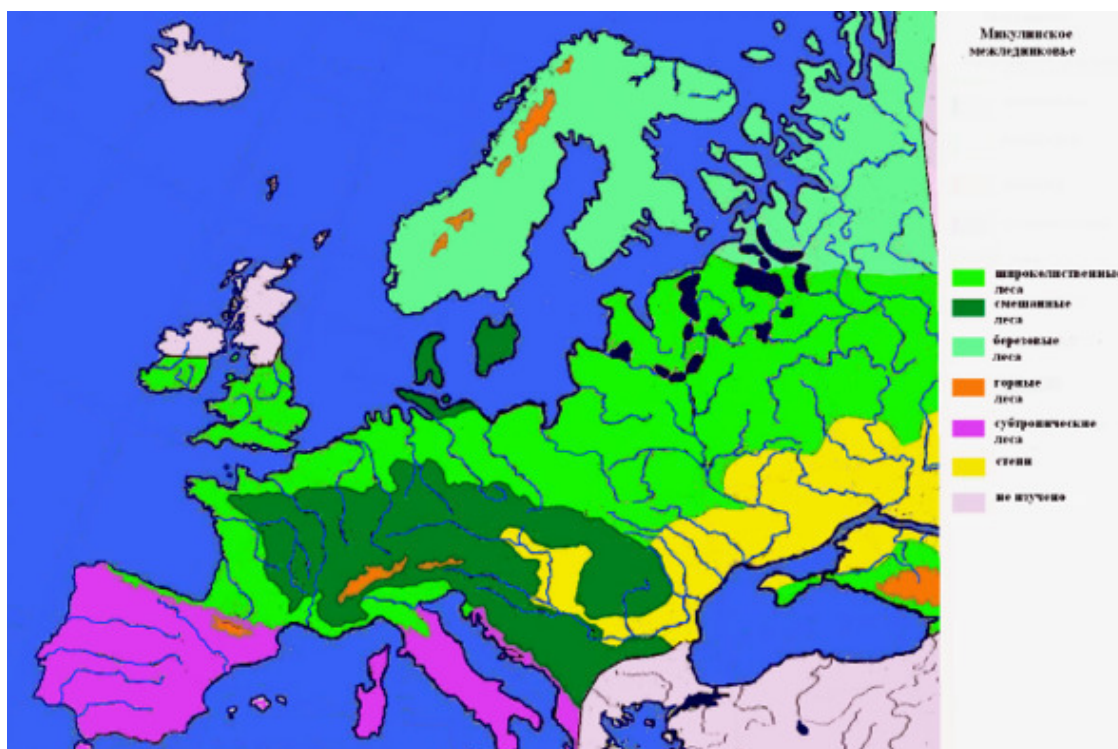 Микулинское
межледниковье
широколиственные
леса
смешанные
леса
березовые
леса
горные
леса
субтропические
леса
степи
не изучено